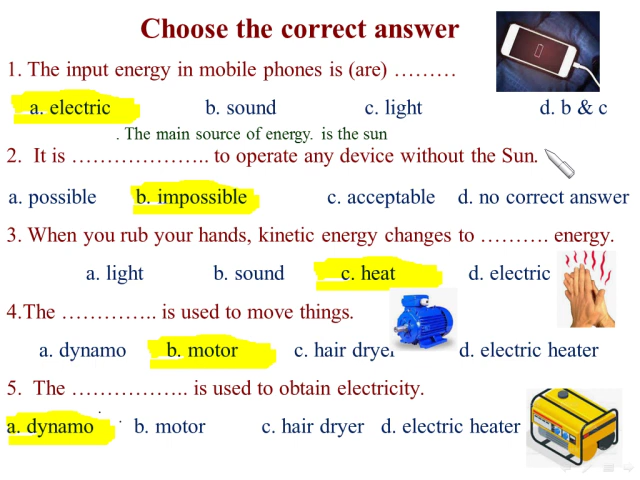 Choose the correct answer
1. The input energy in mobile phones is (are) ………
a. electric b. sound c. light d. b & c
. The main source of energy. is the sun
2. It is ……………….. to operate any device without the Sun.
a. possible b. impossible c. acceptable d. no correct answer
3. When you rub your hands, kinetic energy changes to ………. energy.
a. light b. sound c. heat d. electric
4.The ………….. is used to move things.
a. dynamo b. motor c. hair dryer d. electric heater
5. The …………….. is used to obtain electricity.
a. dynamo b. motor c. hair dryer d. electric heater